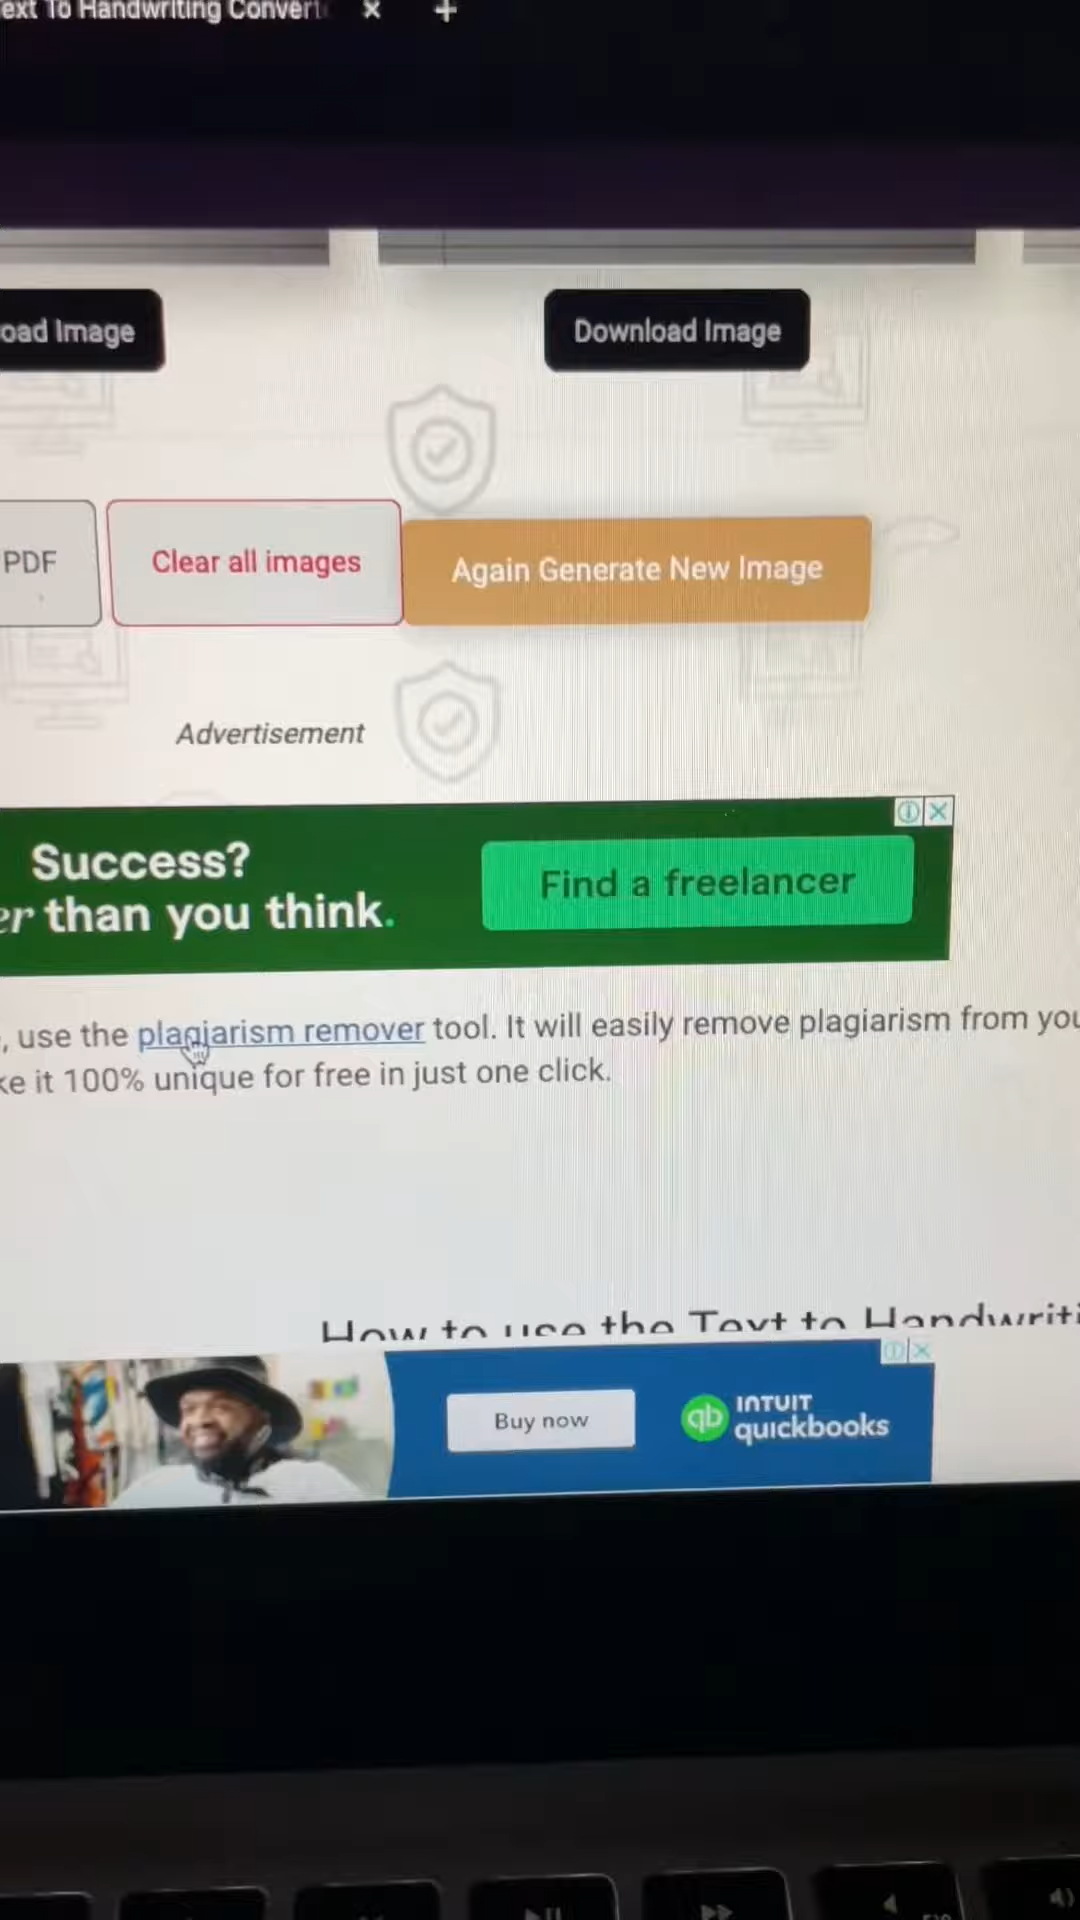 ext To Handwriting Convert
oad Image
Download Image
PDF
Clear all images
Again Generate New Image
Advertisement
Success?
er than you think.
Find a freelancer
, use the plagiarism remover tool. It will easily remove plagiarism from you
ke it 100% unique for free in just one click.
How to use the Text to Handwriti
Buy now
qb
INTUIT
quickbooks